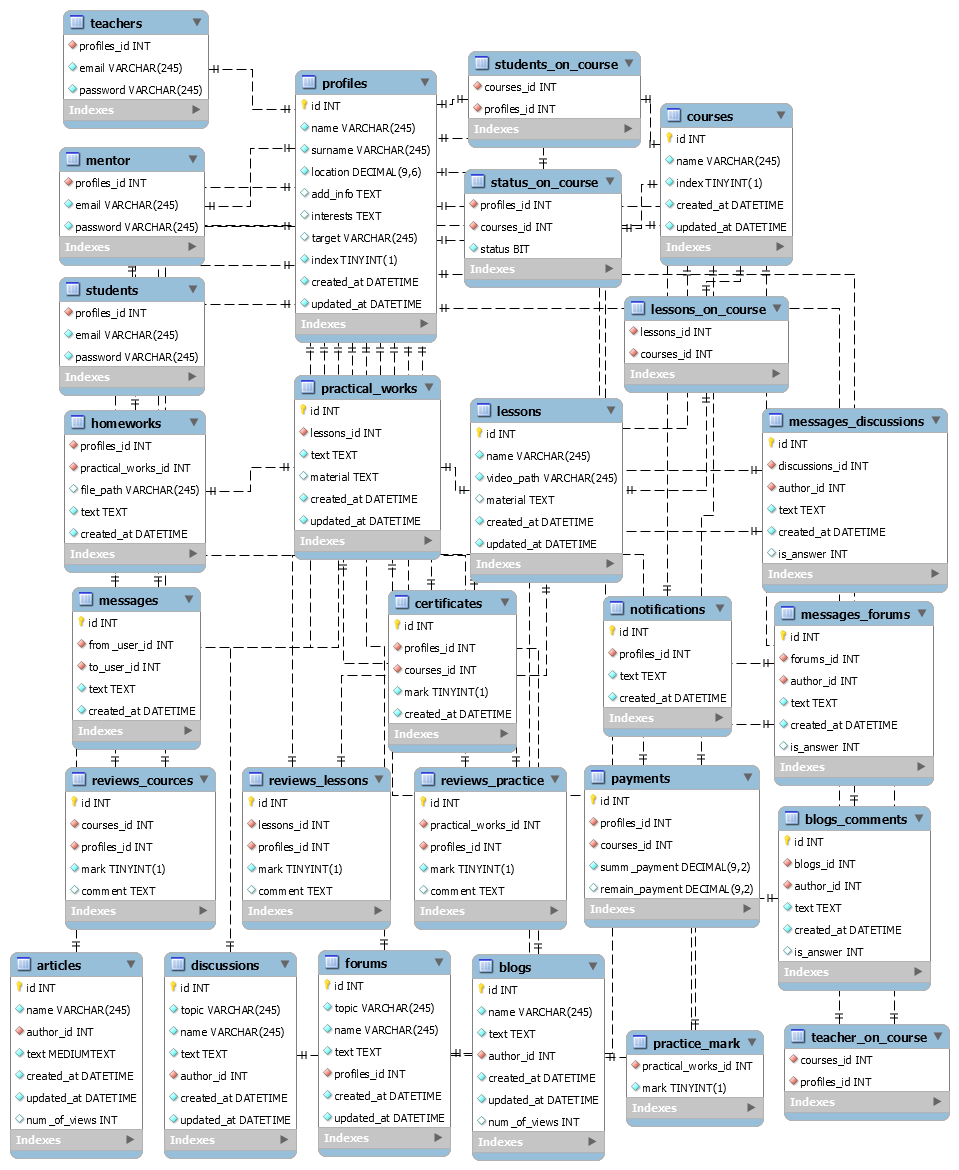 teachers
profiles_id INT
email VARCHAR(245)
password VARCHAR(245)
Indexes
profiles
id INT
name VARCHAR(245)
surname VARCHAR(245)
location DECIMAL(9,6)
add_info TEXT
interests TEXT
target VARCHAR(245)
index TINYINT(1)
created_at DATETIME
updated_at DATETIME
Indexes
students_on_course
courses_id INT
profiles_id INT
Indexes
courses
id INT
name VARCHAR(245)
index TINYINT(1)
created_at DATETIME
updated_at DATETIME
Indexes
mentor
profiles_id INT
email VARCHAR(245)
password VARCHAR(245)
Indexes
status_on_course
profiles_id INT
courses_id INT
status BIT
Indexes
students
profiles_id INT
email VARCHAR(245)
password VARCHAR(245)
Indexes
lessons_on_course
lessons_id INT
courses_id INT
Indexes
homeworks
profiles_id INT
practical_works_id INT
file_path VARCHAR(245)
text TEXT
created_at DATETIME
Indexes
practical_works
id INT
lessons_id INT
text TEXT
material TEXT
created_at DATETIME
updated_at DATETIME
Indexes
lessons
id INT
name VARCHAR(245)
video_path VARCHAR(245)
material TEXT
created_at DATETIME
updated_at DATETIME
Indexes
messages_discussions
id INT
discussions_id INT
author_id INT
text TEXT
created_at DATETIME
is_answer INT
Indexes
messages
id INT
from_user_id INT
to_user_id INT
text TEXT
created_at DATETIME
Indexes
certificates
id INT
profiles_id INT
courses_id INT
mark TINYINT(1)
created_at DATETIME
Indexes
notifications
id INT
profiles_id INT
text TEXT
created_at DATETIME
Indexes
messages_forums
id INT
forums_id INT
author_id INT
text TEXT
created_at DATETIME
is_answer INT
Indexes
reviews_cources
id INT
courses_id INT
profiles_id INT
mark TINYINT(1)
comment TEXT
Indexes
reviews_lessons
id INT
lessons_id INT
profiles_id INT
mark TINYINT(1)
comment TEXT
Indexes
reviews_practice
id INT
practical_works_id INT
profiles_id INT
mark TINYINT(1)
comment TEXT
Indexes
payments
id INT
profiles_id INT
courses_id INT
summ_payment DECIMAL(9,2)
remain_payment DECIMAL(9,2)
Indexes
blogs_comments
id INT
blogs_id INT
author_id INT
text TEXT
created_at DATETIME
is_answer INT
Indexes
articles
id INT
name VARCHAR(245)
author_id INT
text MEDIUMTEXT
created_at DATETIME
updated_at DATETIME
num_of_views INT
Indexes
discussions
id INT
topic VARCHAR(245)
name VARCHAR(245)
text TEXT
author_id INT
created_at DATETIME
updated_at DATETIME
Indexes
forums
id INT
topic VARCHAR(245)
name VARCHAR(245)
text TEXT
profiles_id INT
created_at DATETIME
updated_at DATETIME
Indexes
blogs
id INT
name VARCHAR(245)
text TEXT
author_id INT
created_at DATETIME
updated_at DATETIME
num_of_views INT
Indexes
practice_mark
practical_works_id INT
mark TINYINT(1)
Indexes
teacher_on_course
courses_id INT
profiles_id INT
Indexes